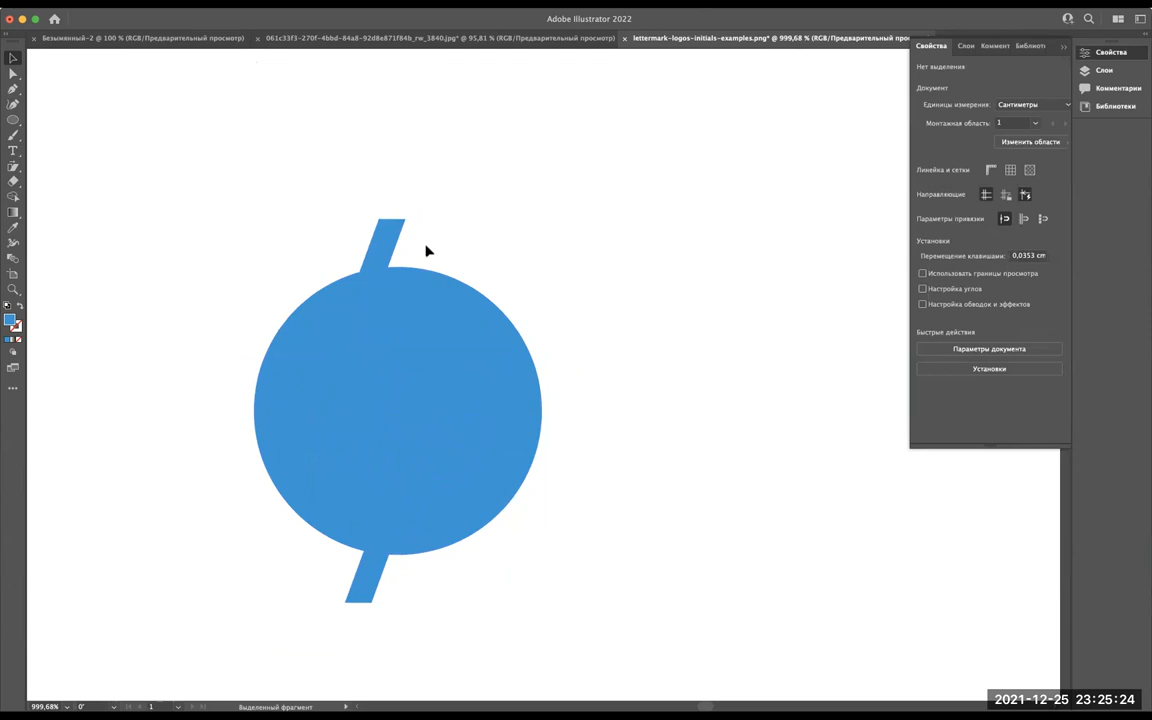 Adobe Illustrator 2022
Безымянный-2 @ 100 % (RGB/Предварительный просмотр)
061c33f3-270f-4bbd-84a8-92d8e871f84b_rw_3840.jpg* @ 95,81 % (RGB/Предварительный просмотр)
lettermark-logos-initials-examples.png* @ 999,68 % (RGB/Предварительный про
Свойства
Слои
Коммент
Библиот
Нет выделения
Документ
Единицы измерения: Сантиметры
Монтажная область: 1
Изменить области
Линейка и сетки
Направляющие
Параметры привязки
Установки
Перемещение клавишами: 0,0353 cm
Использовать границы просмотра
Настройка углов
Настройка обводок и эффектов
Быстрые действия
Параметры документа
Установки
Свойства
Слои
Комментарии
Библиотеки
999,68%
0°
1
Выделенный фрагмент
2021-12-25 23:25:24